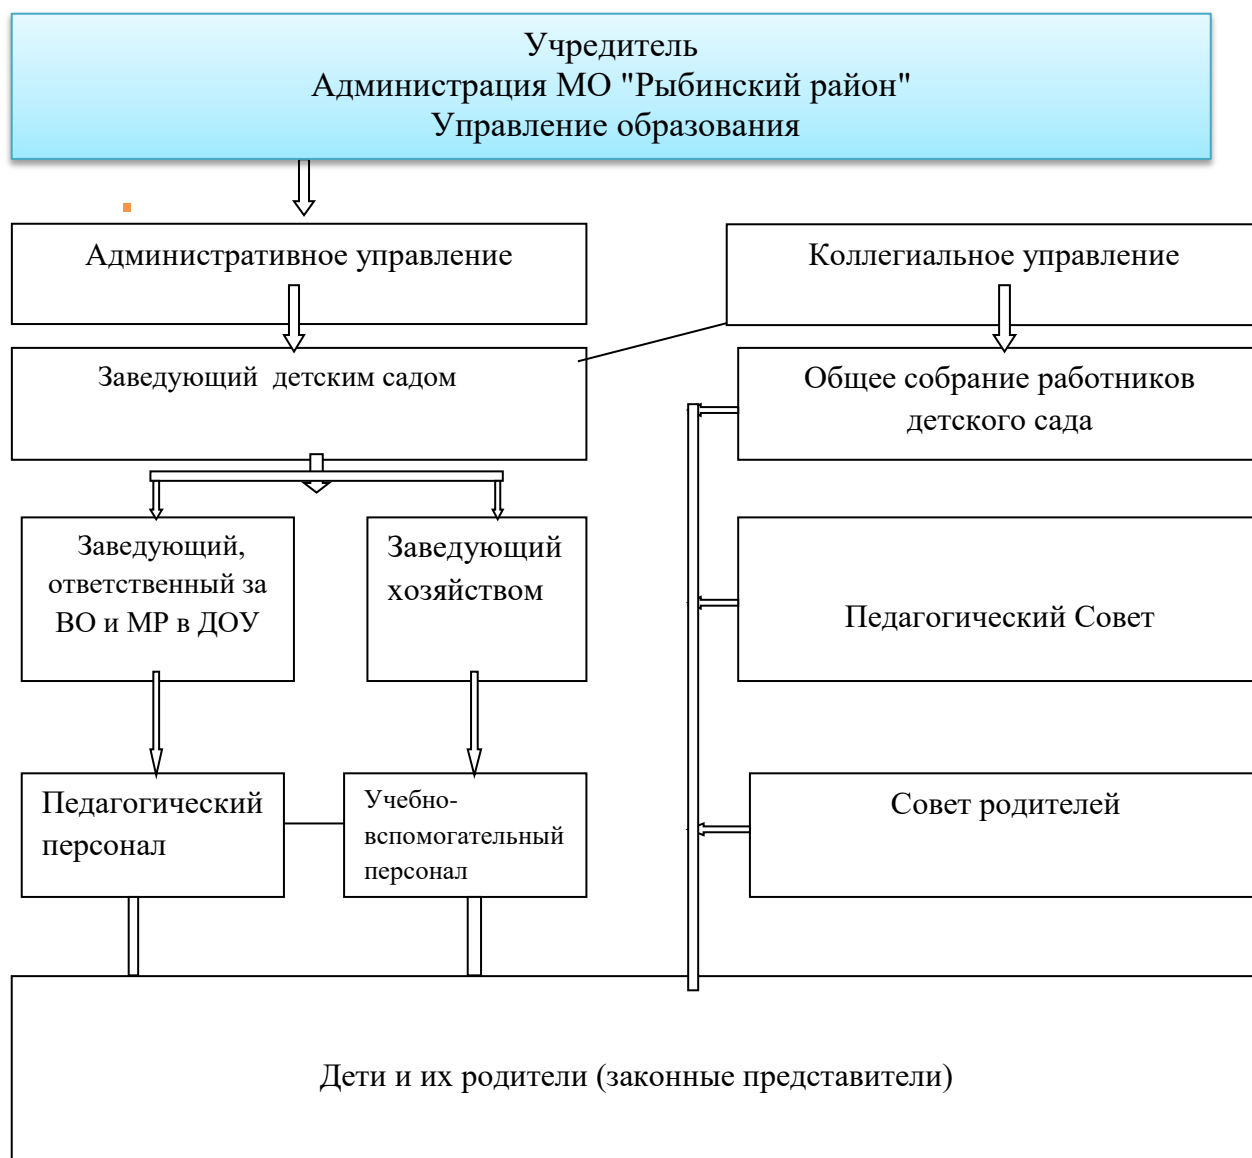 Учредитель
Администрация МО "Рыбинский район"
Управление образования
Административное управление
Коллегиальное управление
Заведующий детским садом
Общее собрание работников
детского сада
Заведующий,
ответственный за
ВО и МР в ДОУ
Заведующий
хозяйством
Педагогический Совет
Педагогический
персонал
Учебно-
вспомогательный
персонал
Совет родителей
Дети и их родители (законные представители)